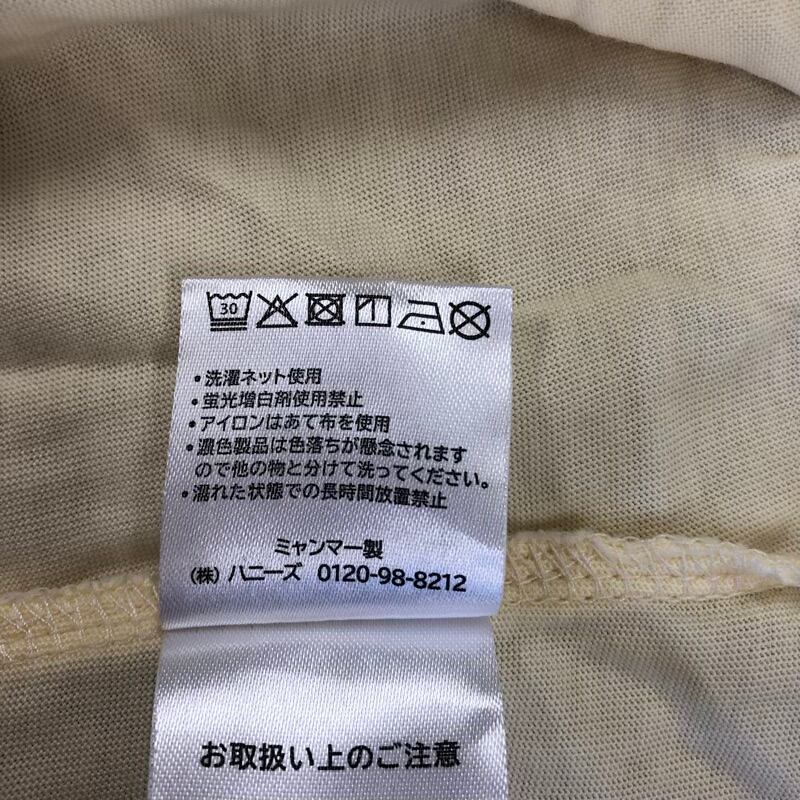 30
・洗濯ネット使用
・蛍光増白剤使用禁止
・アイロンはあて布を使用
・濃色製品は色落ちが懸念されます
ので他の物と分けて洗ってください。
・濡れた状態での長時間放置禁止
ミャンマー製
(株) ハニーズ 0120-98-8212
お取扱い上のご注意